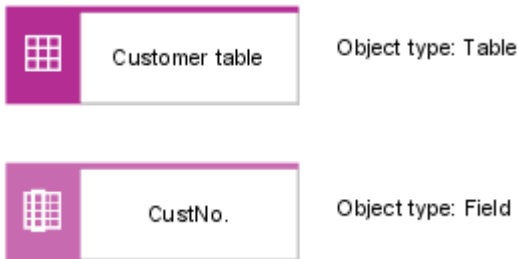 Customer table
Object type: Table
CustNo.
Object type: Field